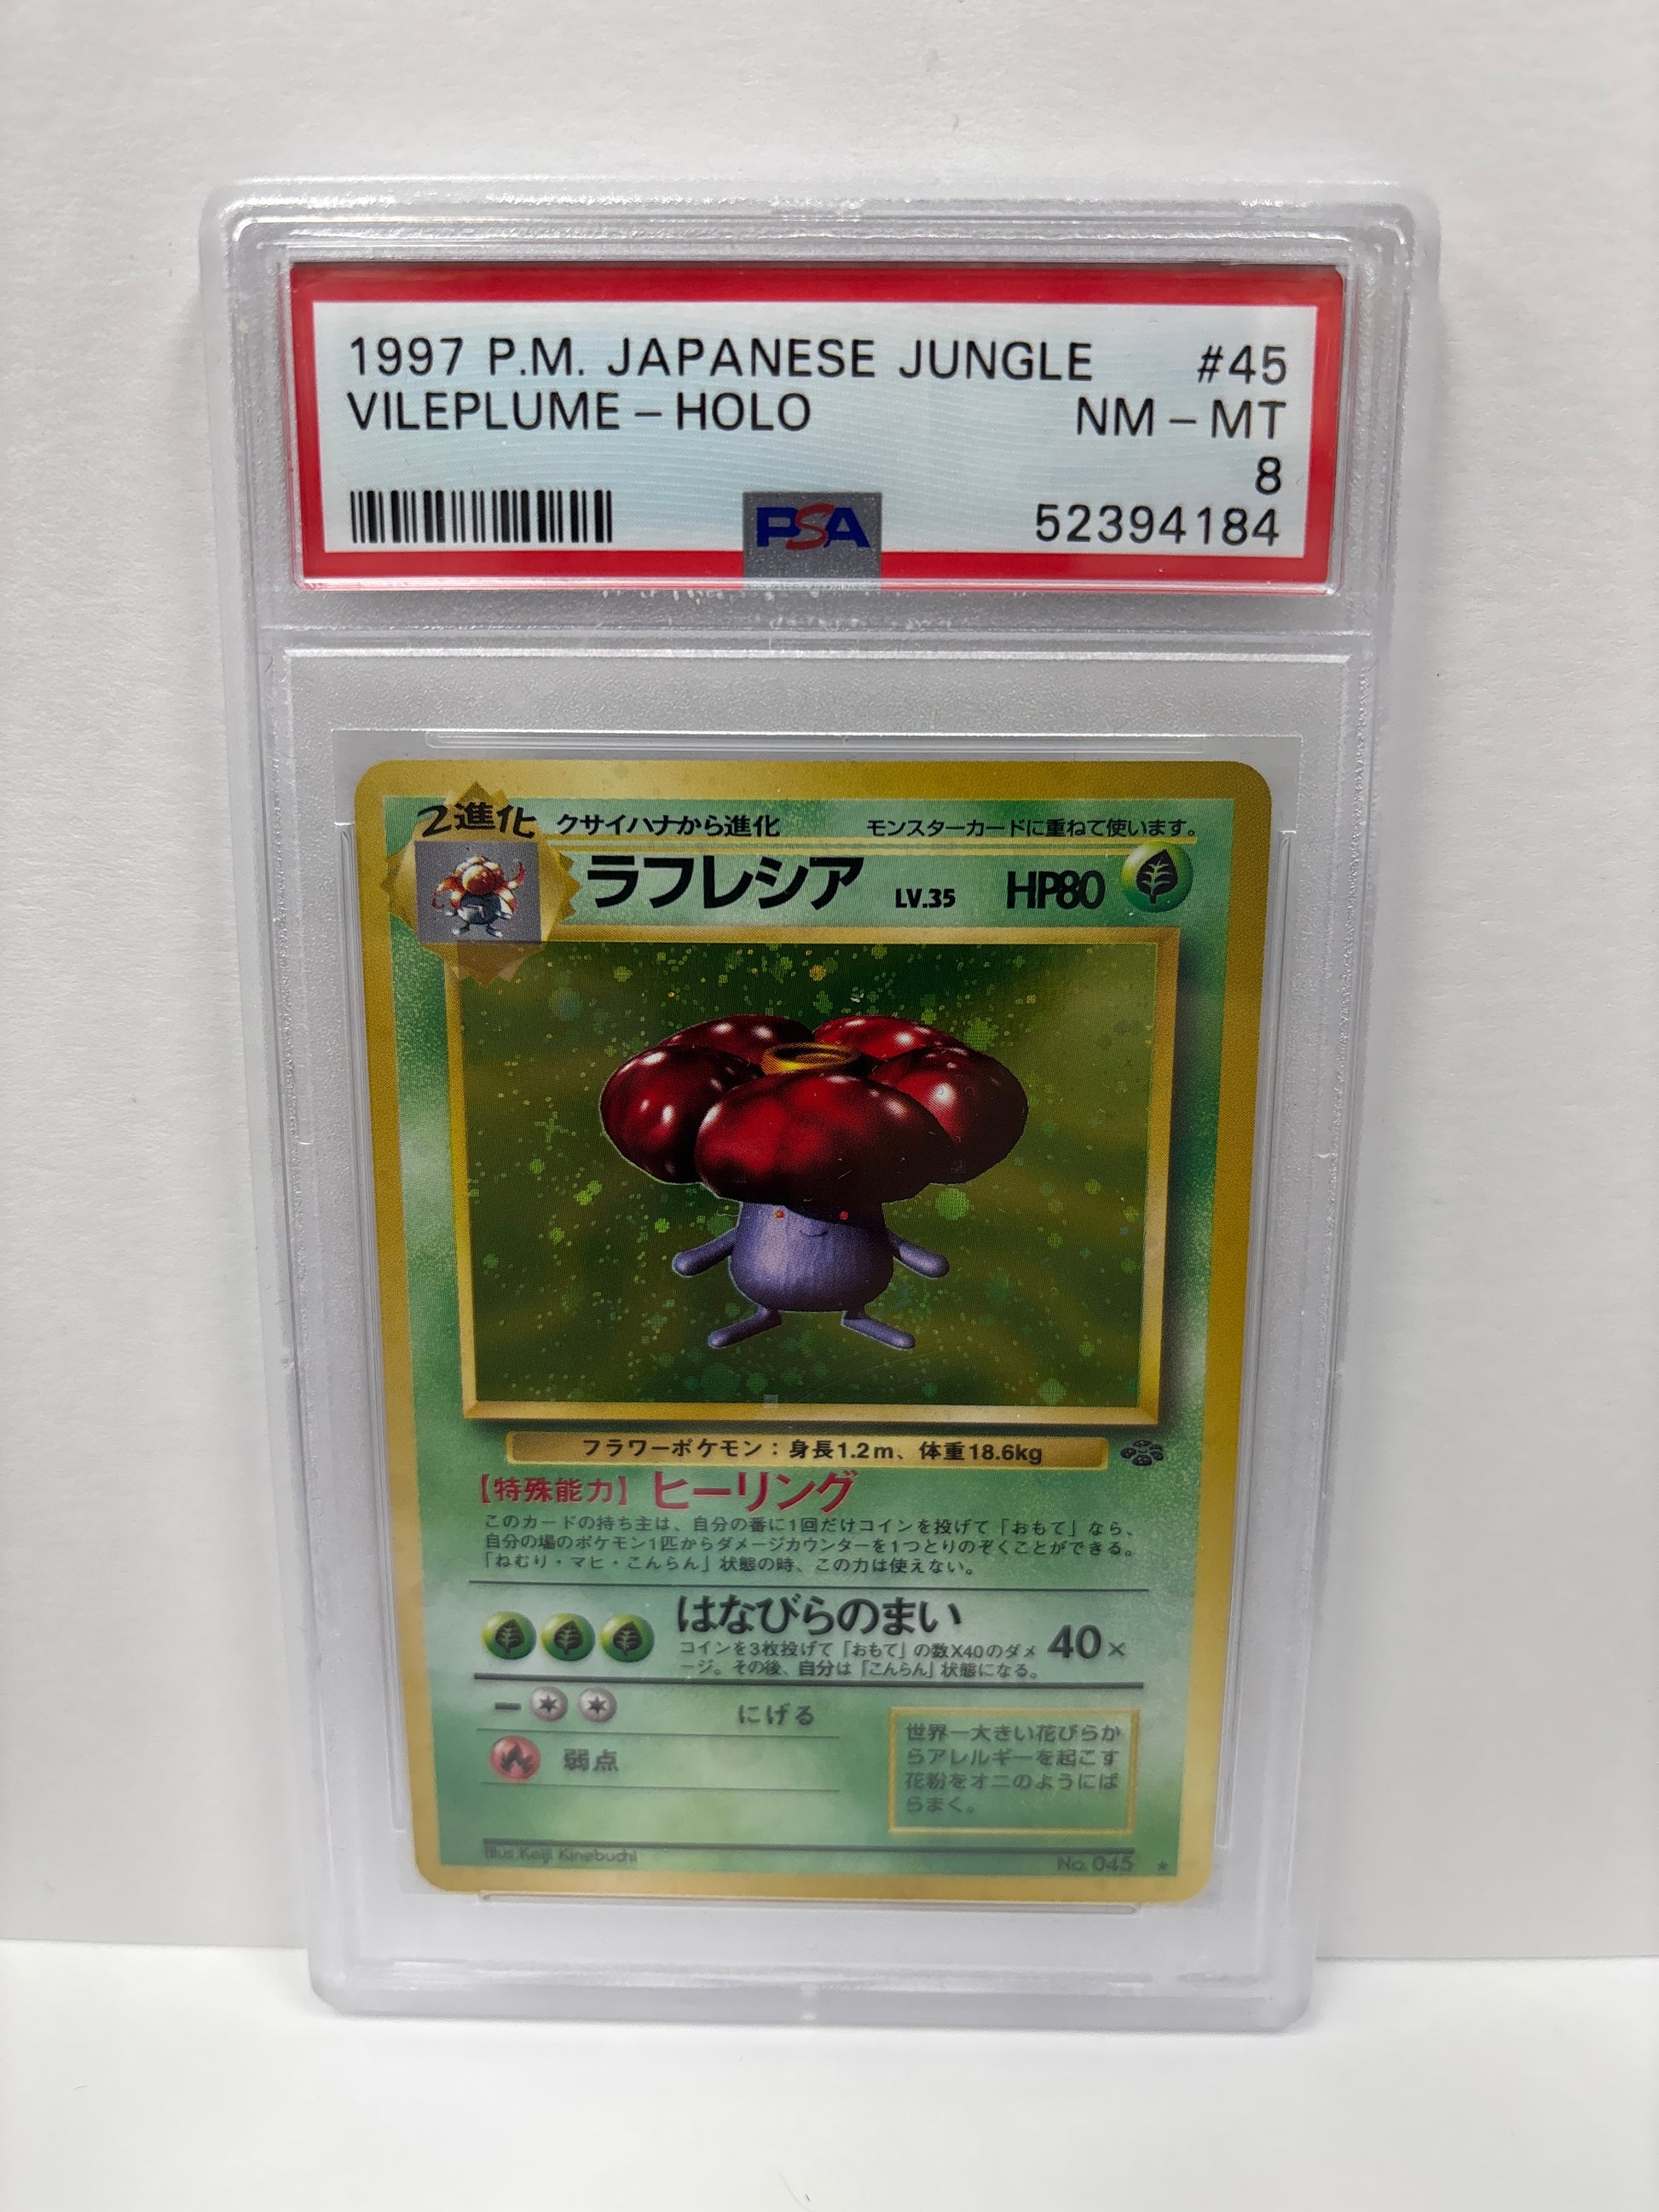 1997 P.M. JAPANESE JUNGLE #45
VILEPLUME – HOLO NM – MT
8
PSA 52394184
2進化 クサイハナから進化 モンスターカードに重ねて使います。
ラフレシア LV.35 HP80
フラワーポケモン：身長1.2m、体重18.6kg
【特殊能力】ヒーリング
このカードの持ち主は、自分の番に1回だけコインを投げて「おもて」なら、
自分の場のポケモン1匹からダメージカウンターを1つとりのぞくことができる。
「ねむり・マヒ・こんらん」状態の時、この力は使えない。
はなびらのまい
コインを3枚投げて「おもて」の数X40のダメ 40×
ージ。その後、自分は「こんらん」状態になる。
にげる
弱点
世界一大きい花びらか
らアレルギーを起こす
花粉をオニのようにば
らまく。
Illus.Keiji Kinebuchi No.045